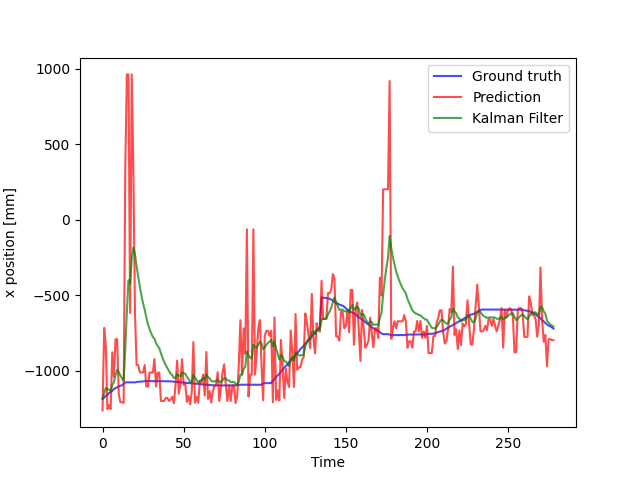 1000
500
0
−500
−1000
x position [mm]
Ground truth
Prediction
Kalman Filter
0 50 100 150 200 250
Time